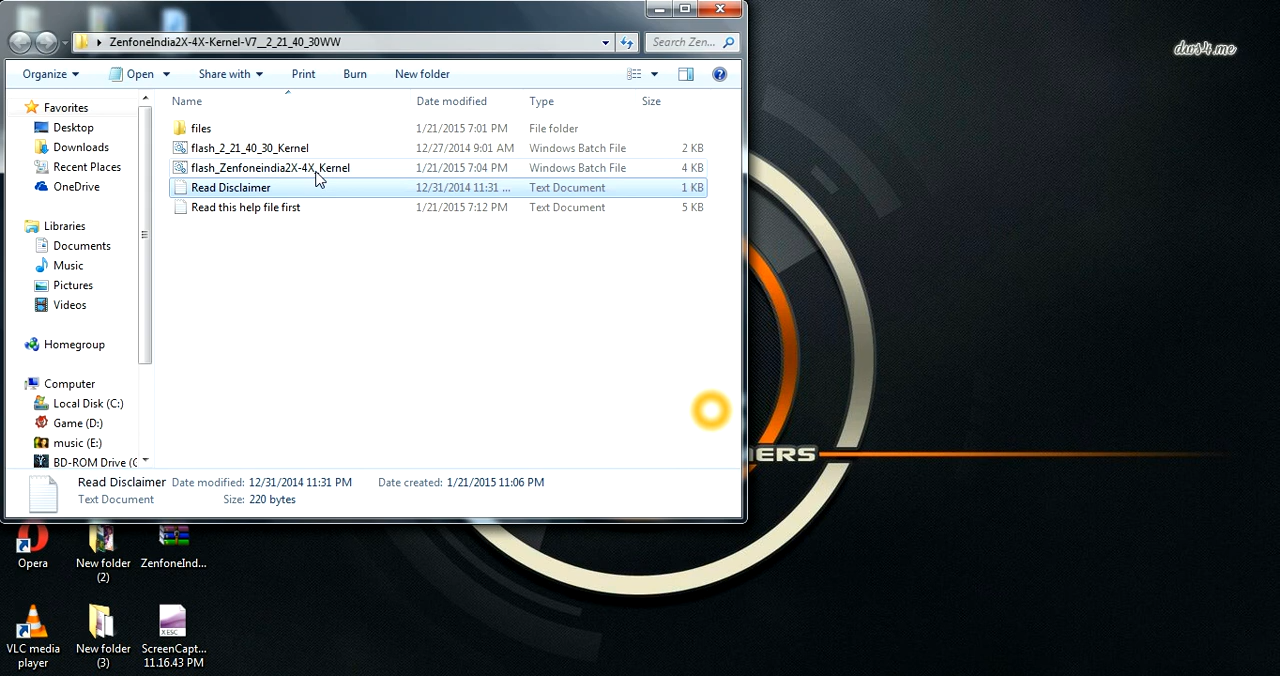 ZenfoneIndia2X-4X-Kernel-V7__2_21_40_30WW
Search Zen...
dws4.me
Organize Open Share with Print Burn New folder
Name Date modified Type Size
Favorites
Desktop
Downloads
Recent Places
OneDrive
Libraries
Documents
Music
Pictures
Videos
Homegroup
Computer
Local Disk (C:)
Game (D:)
music (E:)
BD-ROM Drive (G
files 1/21/2015 7:01 PM File folder
flash_2_21_40_30_Kernel 12/27/2014 9:01 AM Windows Batch File 2 KB
flash_Zenfoneindia2X-4X_Kernel 1/21/2015 7:04 PM Windows Batch File 4 KB
Read Disclaimer 12/31/2014 11:31 ... Text Document 1 KB
Read this help file first 1/21/2015 7:12 PM Text Document 5 KB
Read Disclaimer Date modified: 12/31/2014 11:31 PM Date created: 1/21/2015 11:06 PM
Text Document Size: 220 bytes
ERS
Opera
New folder
(2)
ZenfoneInd...
VLC media
player
New folder
(3)
XESC
ScreenCapt...
11.16.43 PM